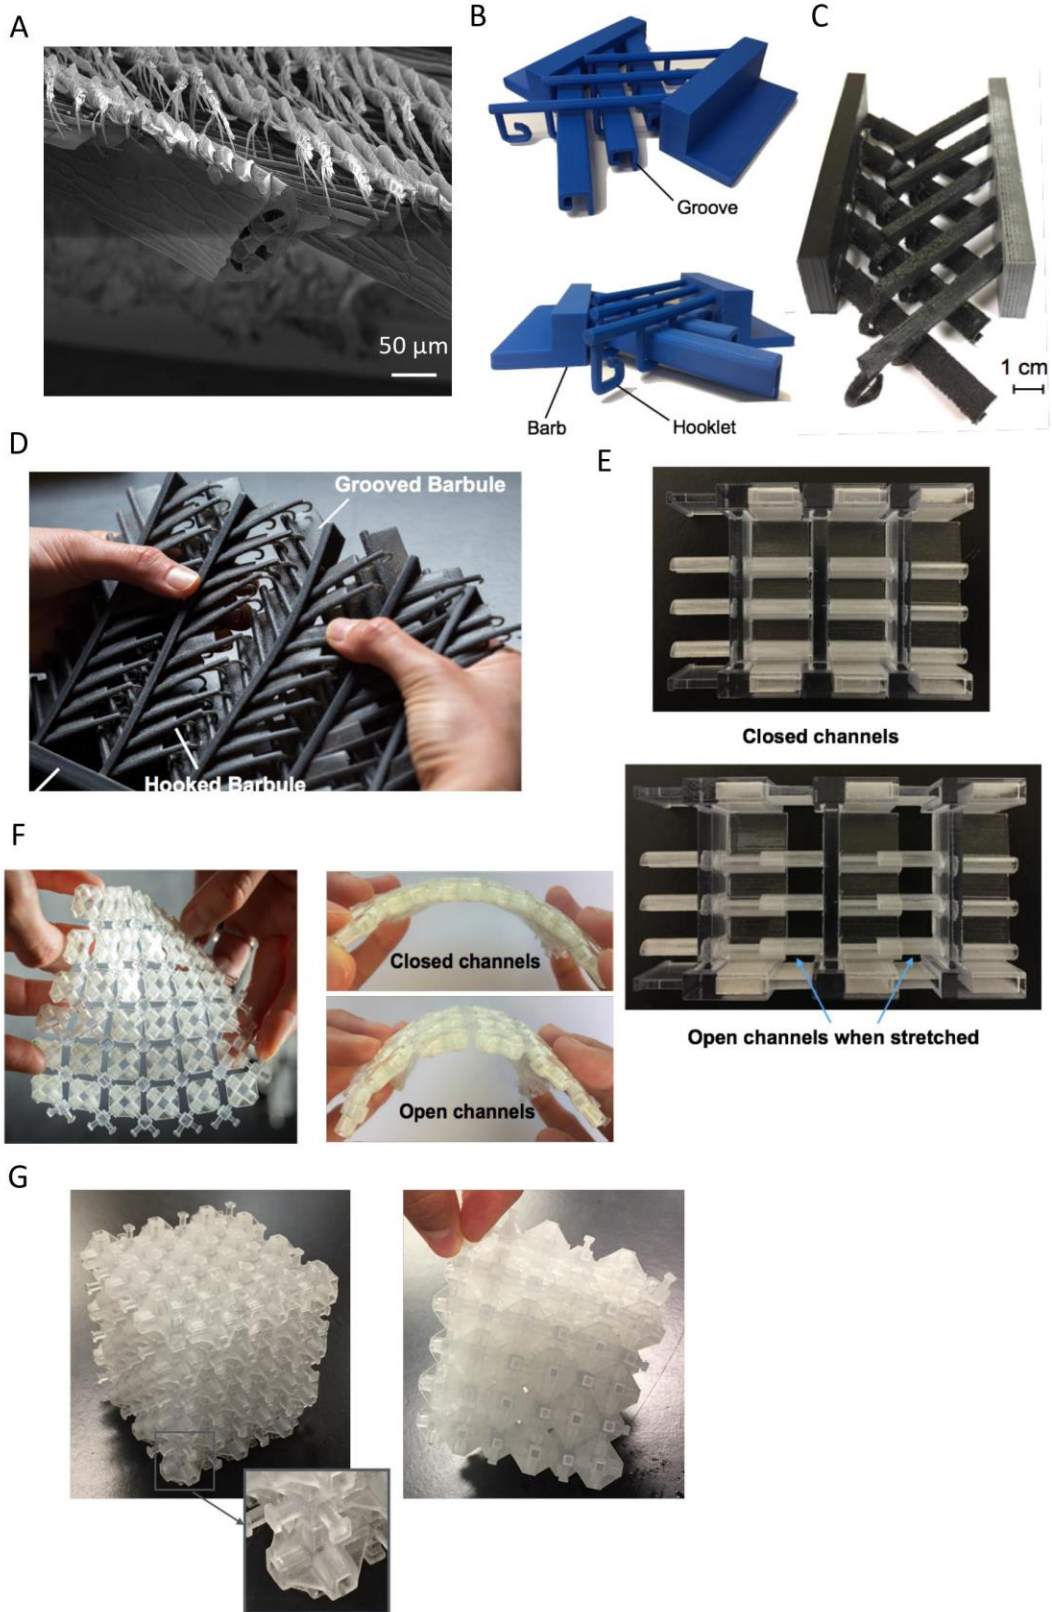 A
B
C
50 µm
Groove
1 cm
Barb
Hooklet
D
E
Grooved Barbule
Hooked Barbule
Closed channels
F
Closed channels
Open channels when stretched
Open channels
G